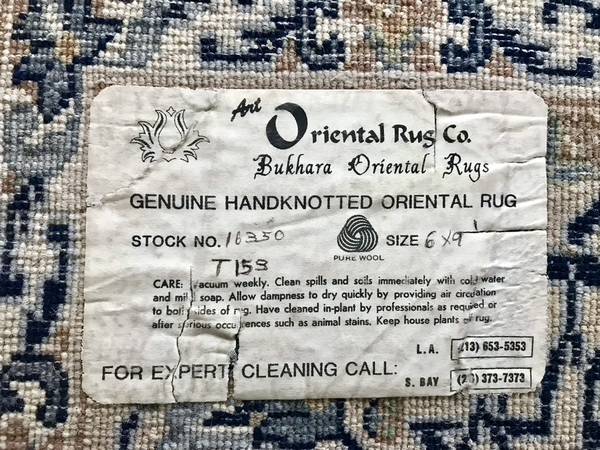 Art
Oriental Rug Co.
Bukhara Oriental Rugs
GENUINE HANDKNOTTED ORIENTAL RUG
STOCK NO. 16350 PURE WOOL SIZE 6x9'
T153
CARE: Vacuum weekly. Clean spills and soils immediately with cold water
and mild soap. Allow dampness to dry quickly by providing air circulation
to both sides of rug. Have cleaned in-plant by professionals as required or
after serious occurrences such as animal stains. Keep house plants off rug.
L.A. (213) 653-5353
FOR EXPERT CLEANING CALL:
S. BAY (213) 373-7373